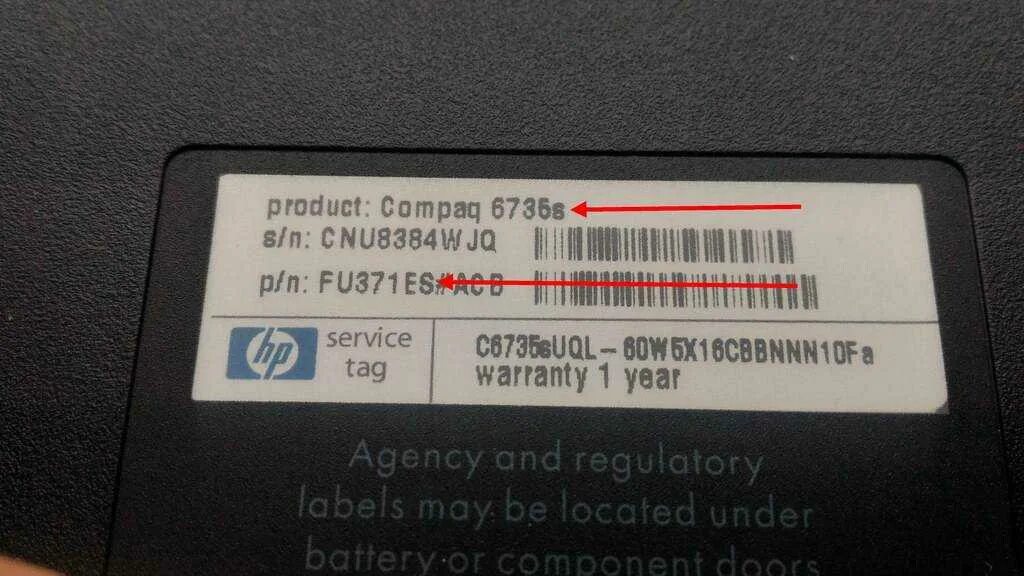 product: Compaq 6735s
s/n: CNU8384WJQ
p/n: FU371ES#ACB
hp service
tag
C6735sUQL-60W5X16CBBNNN10Fa
warranty 1 year
Agency and regulatory
labels may be located under
battery or component doors